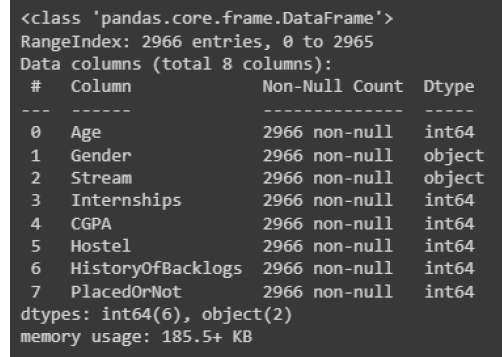 <class 'pandas.core.frame.DataFrame'>
RangeIndex: 2966 entries, 0 to 2965
Data columns (total 8 columns):
 #   Column            Non-Null Count  Dtype
---  ------            --------------  -----
 0   Age               2966 non-null   int64
 1   Gender            2966 non-null   object
 2   Stream            2966 non-null   object
 3   Internships       2966 non-null   int64
 4   CGPA              2966 non-null   int64
 5   Hostel            2966 non-null   int64
 6   HistoryOfBacklogs 2966 non-null   int64
 7   PlacedOrNot       2966 non-null   int64
dtypes: int64(6), object(2)
memory usage: 185.5+ KB